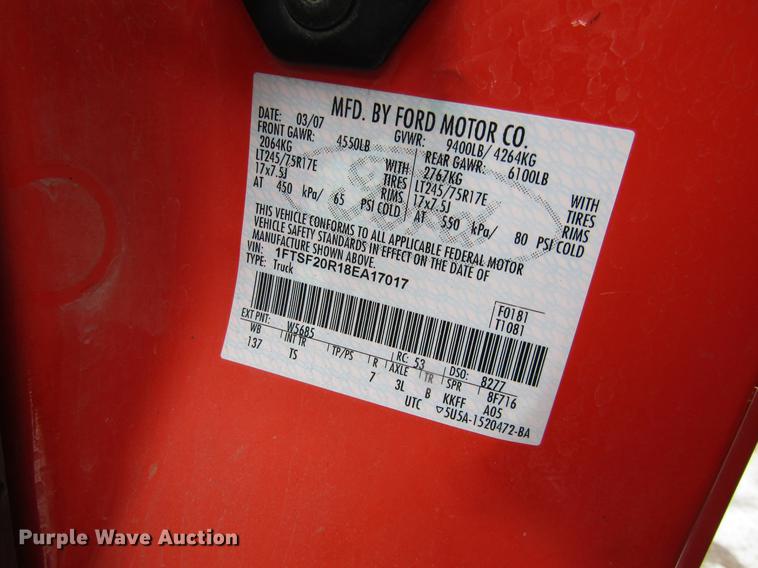 MFD. BY FORD MOTOR CO.
DATE: 03/07 GVWR: 9400LB/ 4264KG
FRONT GAWR: 4550LB REAR GAWR: 6100LB
2064KG WITH 2767KG WITH
LT245/75R17E TIRES LT245/75R17E TIRES
17x7.5J RIMS 17x7.5J RIMS
AT 450 kPa/ 65 PSI COLD AT 550 kPa/ 80 PSI COLD
THIS VEHICLE CONFORMS TO ALL APPLICABLE FEDERAL MOTOR
VEHICLE SAFETY STANDARDS IN EFFECT ON THE DATE OF
MANUFACTURE SHOWN ABOVE.
VIN: 1FTSF20R18EA17017
TYPE: Truck
F0181
T1081
EXT PNT: W5685 RC: 53 DSO: 8277
WB INT TR TP/PS R AXLE TR SPR 8F716
137 TS 7 3L B KKFF A05
UTC ▽5U5A-1520472-BA
Purple Wave Auction